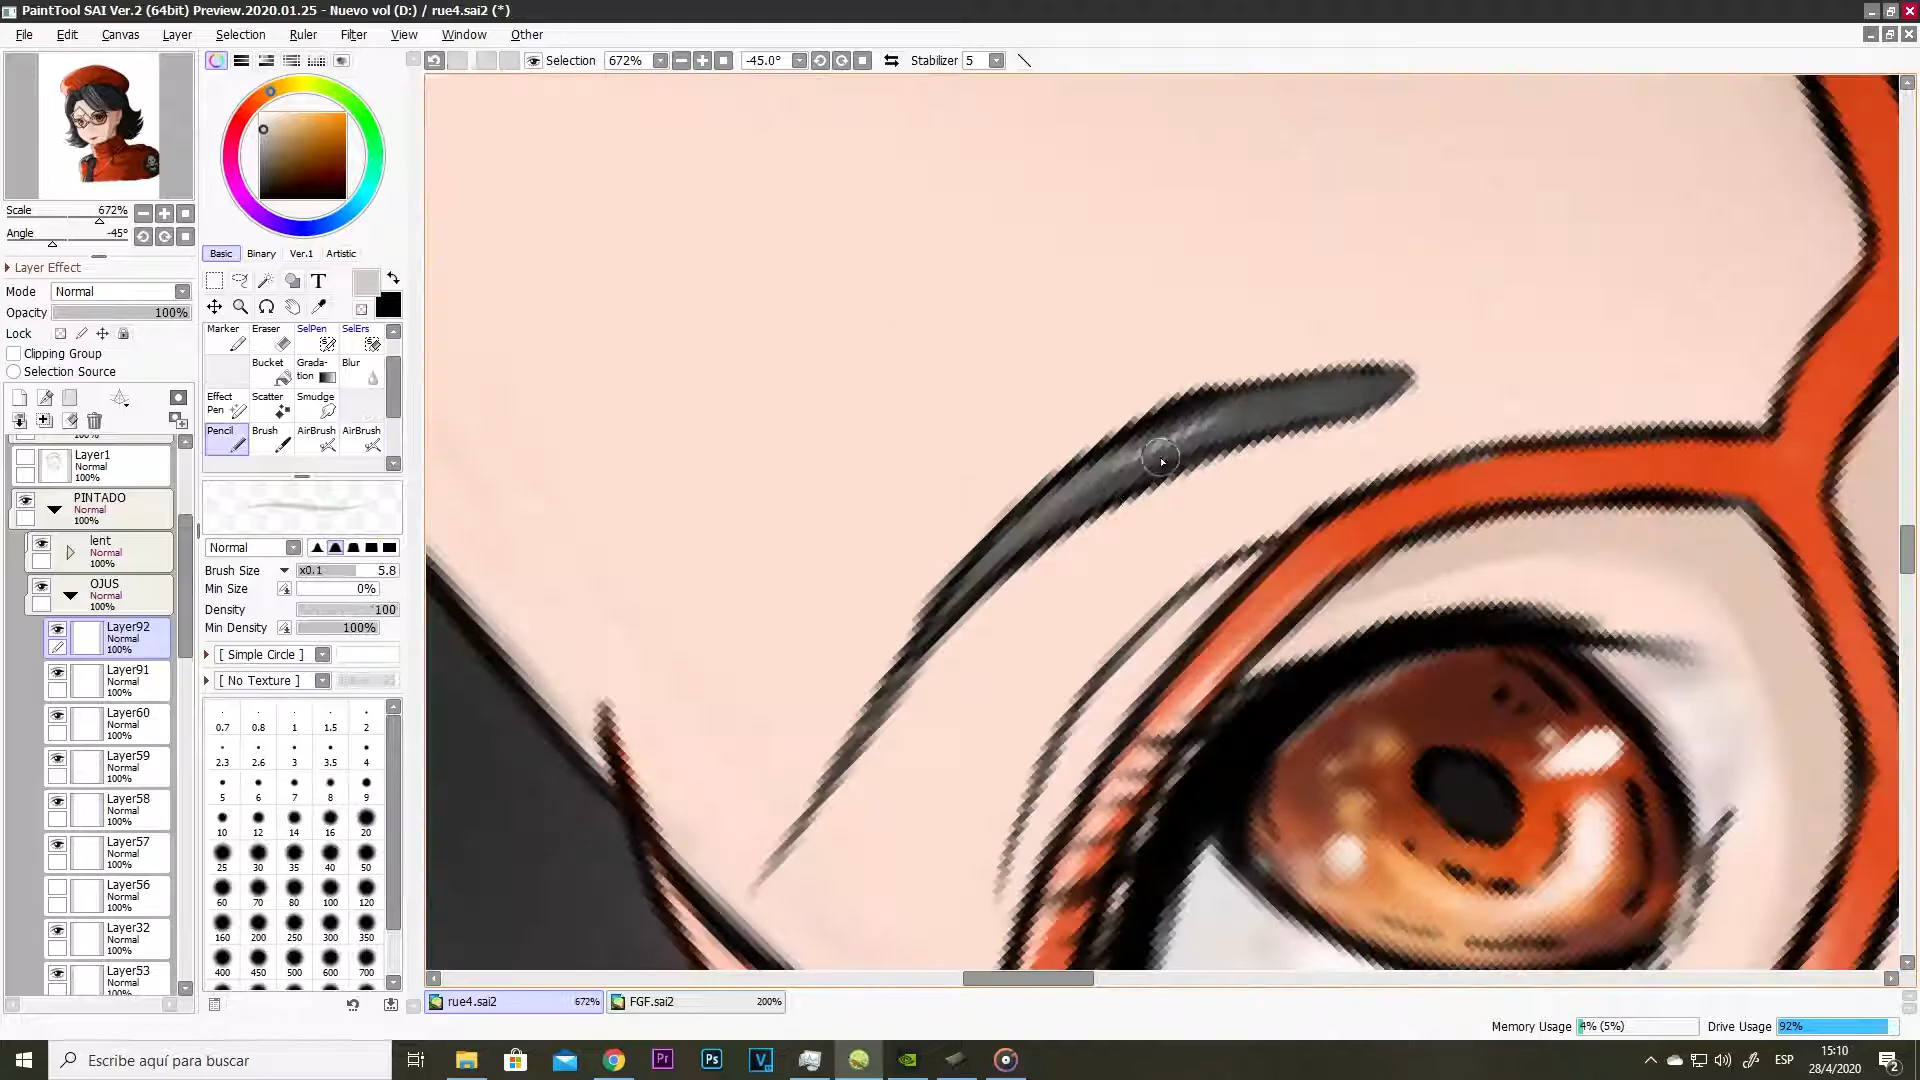 PaintTool SAI Ver.2 (64bit) Preview.2020.01.25 - Nuevo vol (D:) / rue4.sai2 (*)
File Edit Canvas Layer Selection Ruler Filter View Window Other
Selection 672% -45.0° Stabilizer 5
Scale 672%
Angle -45°
Layer Effect
Mode Normal
Opacity 100%
Lock
Clipping Group
Selection Source
100%
Layer1
Normal
100%
PINTADO
Normal
100%
lent
Normal
100%
OJUS
Normal
100%
Layer92
Normal
100%
Layer91
Normal
100%
Layer60
Normal
100%
Layer59
Normal
100%
Layer58
Normal
100%
Layer57
Normal
100%
Layer56
Normal
100%
Layer32
Normal
100%
Layer53
Normal
100%
Basic Binary Ver.1 Artistic
T
Marker Eraser SelPen SelErs
Bucket Grada-tion Blur
Effect Pen Scatter Smudge
Pencil Brush AirBrush AirBrush
Normal
Brush Size x0.1 5.8
Min Size 0%
Density 100
Min Density 100%
[ Simple Circle ]
[ No Texture ]
0.7 0.8 1 1.5 2
2.3 2.6 3 3.5 4
5 6 7 8 9
10 12 14 16 20
25 30 35 40 50
60 70 80 100 120
160 200 250 300 350
400 450 500 600 700
rue4.sai2 672% FGF.sai2 200%
Memory Usage 4% (5%) Drive Usage 92%
Escribe aquí para buscar
Pr Ps V
ESP
15:10
28/4/2020
2